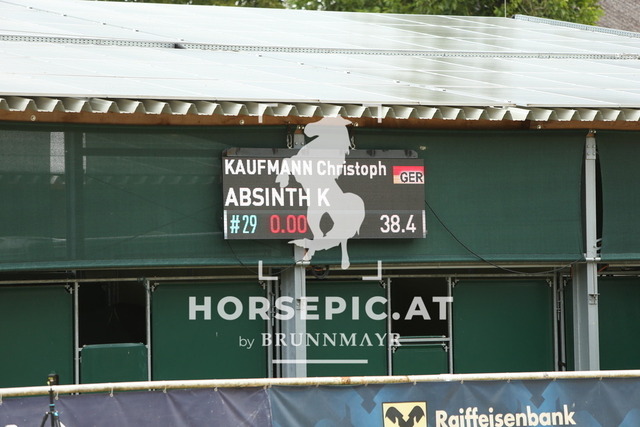 KAUFMANN Christoph GER
ABSINTH K
#29 0.00 38.4
HORSEPIC.AT
by BRUNNMAYR
Raiffeisenbank